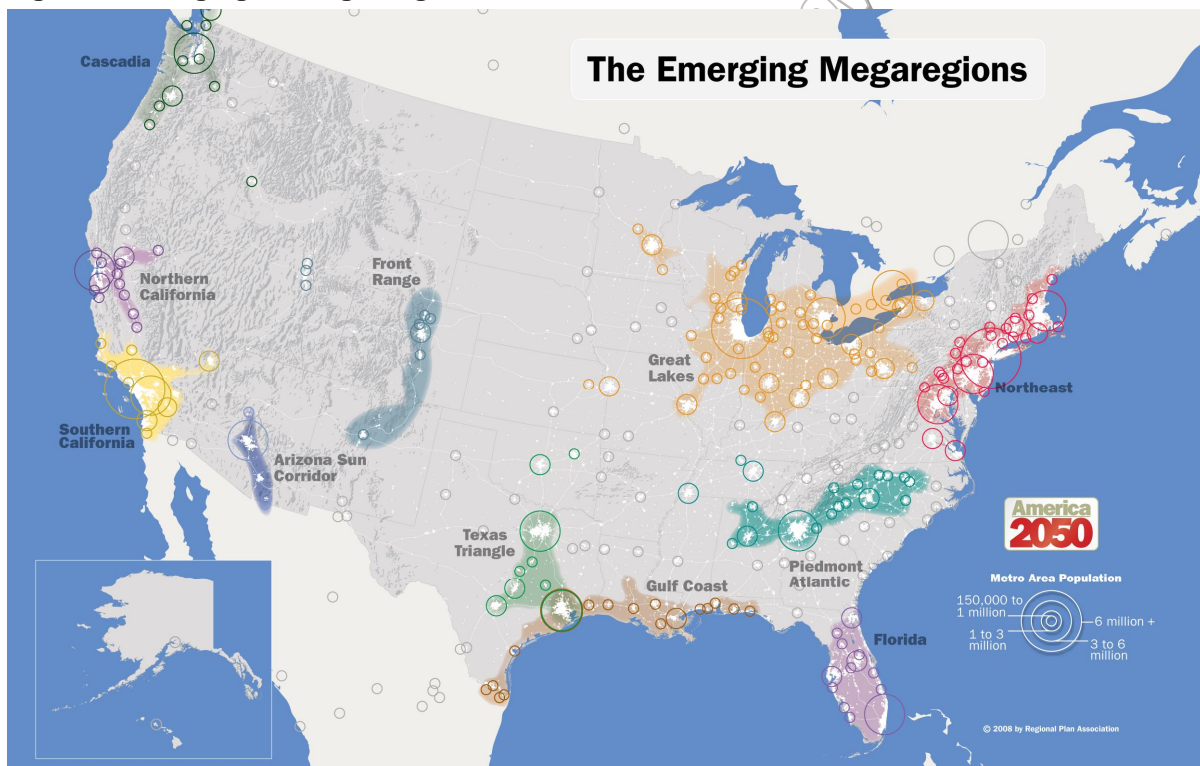 The Emerging Megaregions
Cascadia
Northern
California
Front
Range
Great
Lakes
Northeast
Southern
California
Arizona Sun
Corridor
Texas
Triangle
Gulf Coast
Piedmont
Atlantic
Florida
America
2050
Metro Area Population
150,000 to
1 million
6 million +
1 to 3
million
3 to 6
million
© 2008 by Regional Plan Association